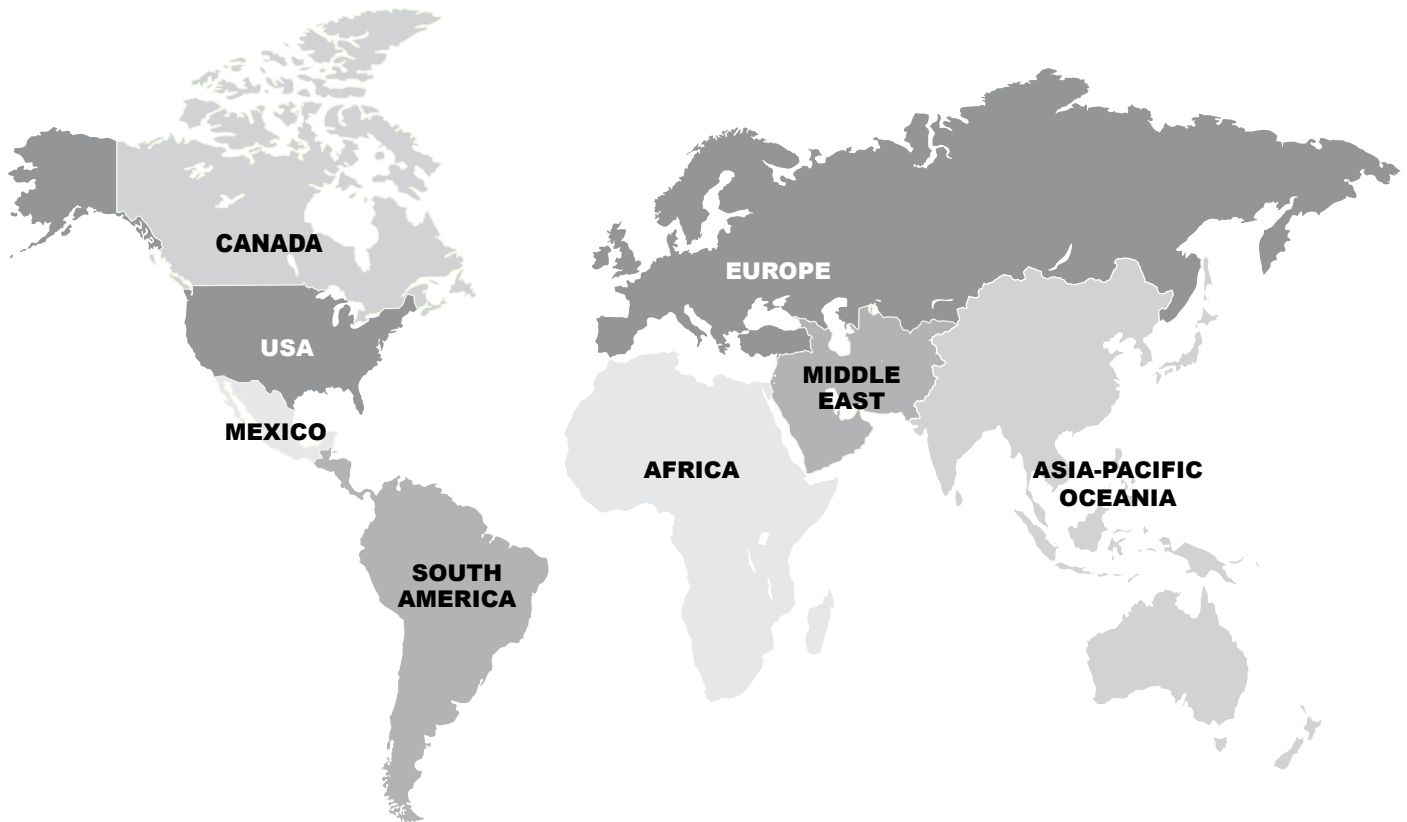 CANADA
USA
MEXICO
SOUTH
AMERICA
EUROPE
MIDDLE
EAST
AFRICA
ASIA-PACIFIC
OCEANIA